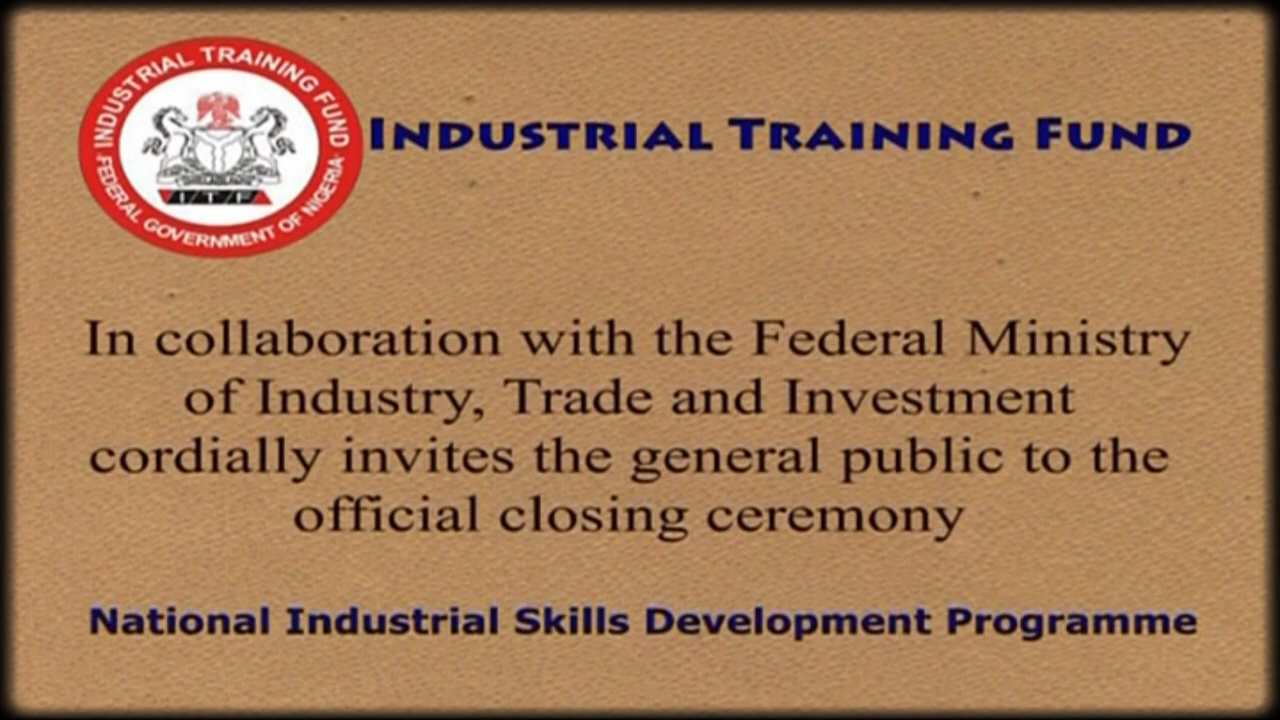 INDUSTRIAL TRAINING FUND
FEDERAL GOVERNMENT OF NIGERIA
ITF
INDUSTRIAL TRAINING FUND
In collaboration with the Federal Ministry
of Industry, Trade and Investment
cordially invites the general public to the
official closing ceremony
National Industrial Skills Development Programme